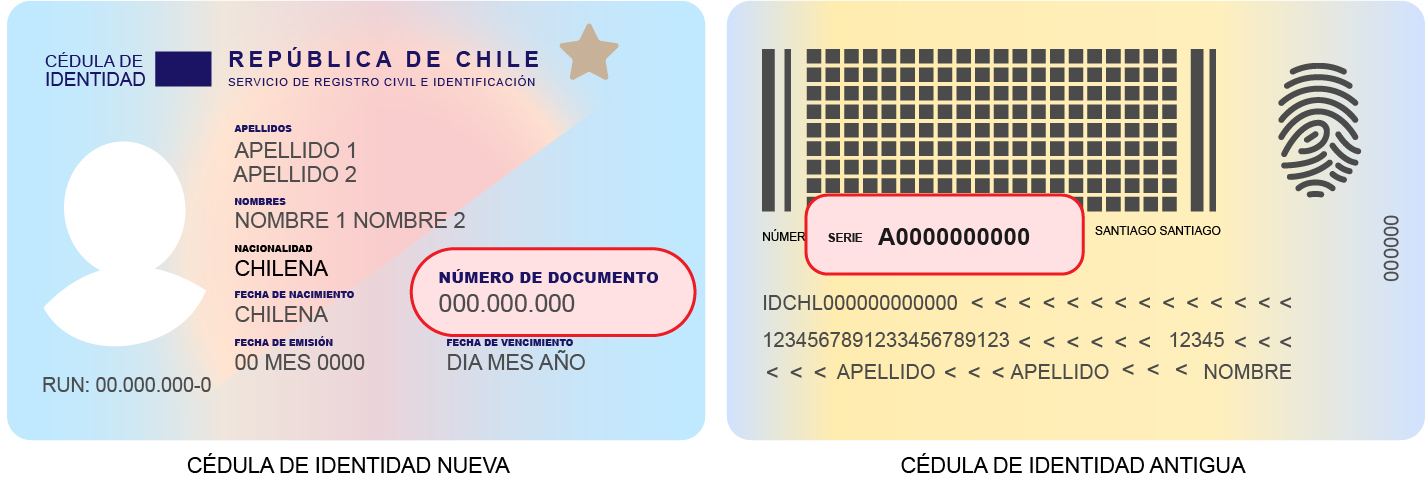 CÉDULA DE
IDENTIDAD
REPÚBLICA DE CHILE
SERVICIO DE REGISTRO CIVIL E IDENTIFICACIÓN
APELLIDOS
APELLIDO 1
APELLIDO 2
NOMBRES
NOMBRE 1 NOMBRE 2
NACIONALIDAD
CHILENA
FECHA DE NACIMIENTO
CHILENA
NÚMERO DE DOCUMENTO
000.000.000
FECHA DE EMISIÓN
00 MES 0000
FECHA DE VENCIMIENTO
DIA MES AÑO
RUN: 00.000.000-0
CÉDULA DE IDENTIDAD NUEVA
NÚMER
SERIE A0000000000
SANTIAGO SANTIAGO
000000
IDCHL000000000000 < < < < < < < < < < < < < <
1234567891233456789123 < < < < < < 12345 < < <
< < < APELLIDO < < < APELLIDO < < < NOMBRE
CÉDULA DE IDENTIDAD ANTIGUA